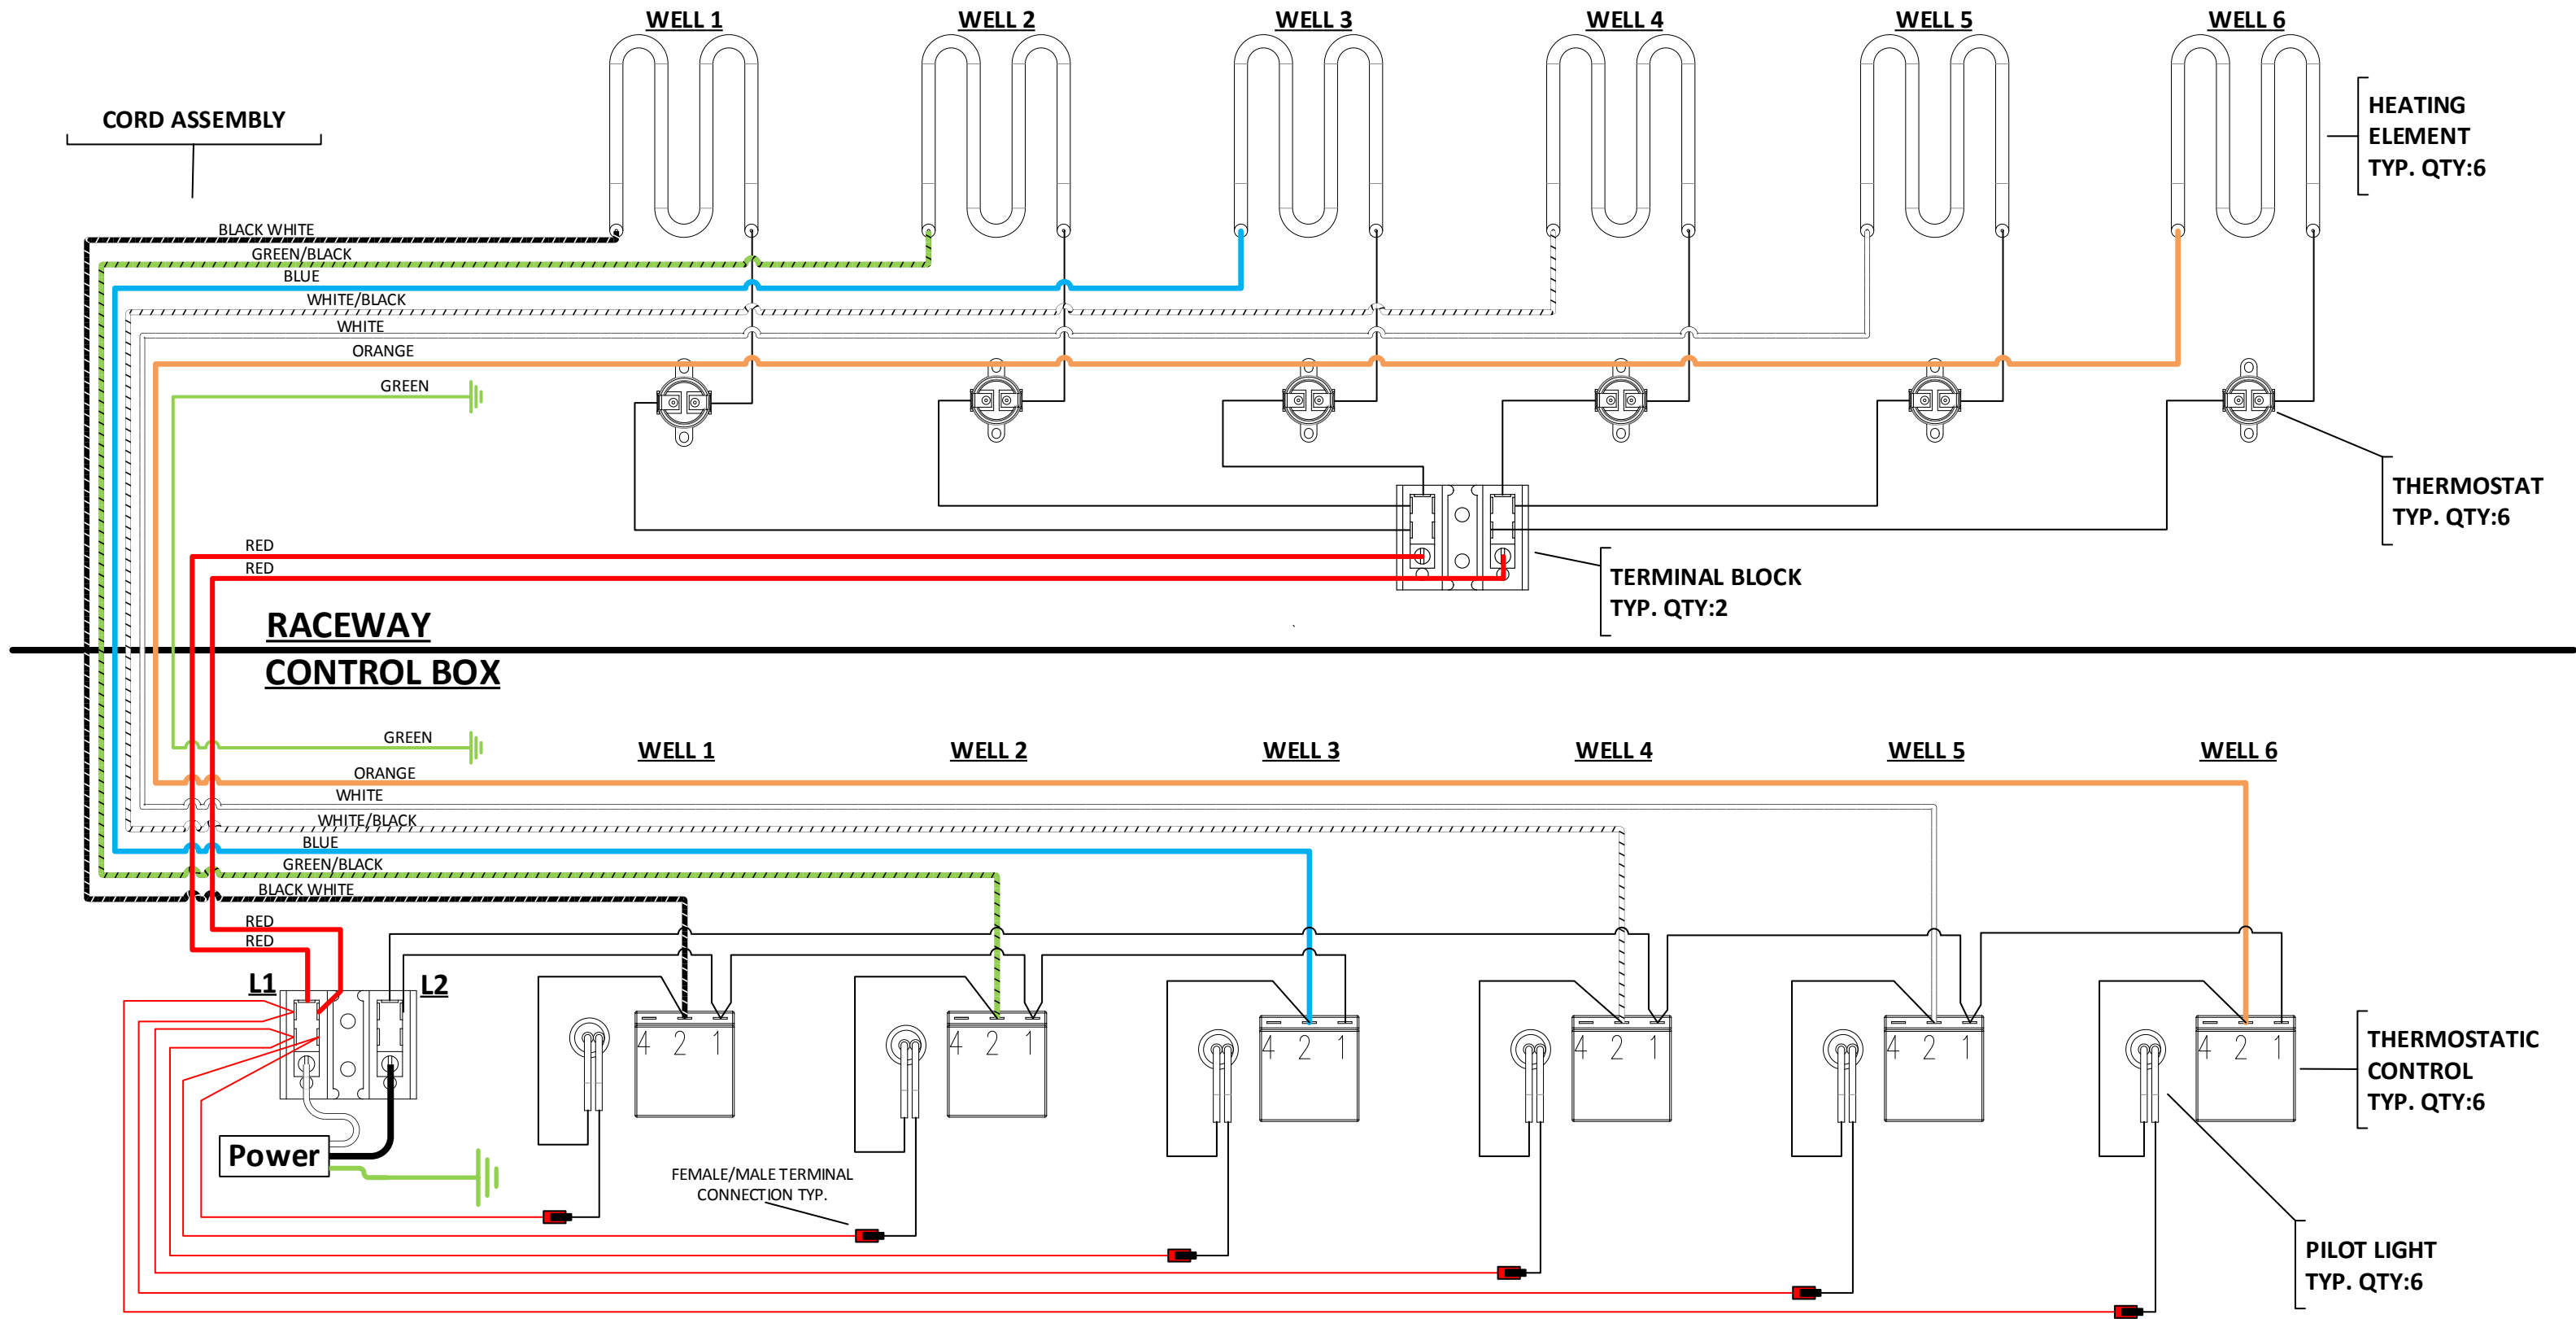 WELL 1
WELL 2
WELL 3
WELL 4
WELL 5
WELL 6
CORD ASSEMBLY
HEATING
ELEMENT
TYP. QTY:6
BLACK WHITE
GREEN/BLACK
BLUE
WHITE/BLACK
WHITE
ORANGE
GREEN
THERMOSTAT
TYP. QTY:6
RED
RED
TERMINAL BLOCK
TYP. QTY:2
RACEWAY
CONTROL BOX
GREEN
WELL 1
WELL 2
WELL 3
WELL 4
WELL 5
WELL 6
ORANGE
WHITE
WHITE/BLACK
BLUE
GREEN/BLACK
BLACK WHITE
RED
RED
L1
L2
4 2 1
4 2 1
4 2 1
4 2 1
4 2 1
4 2 1
THERMOSTATIC
CONTROL
TYP. QTY:6
Power
FEMALE/MALE TERMINAL
CONNECTION TYP.
PILOT LIGHT
TYP. QTY:6